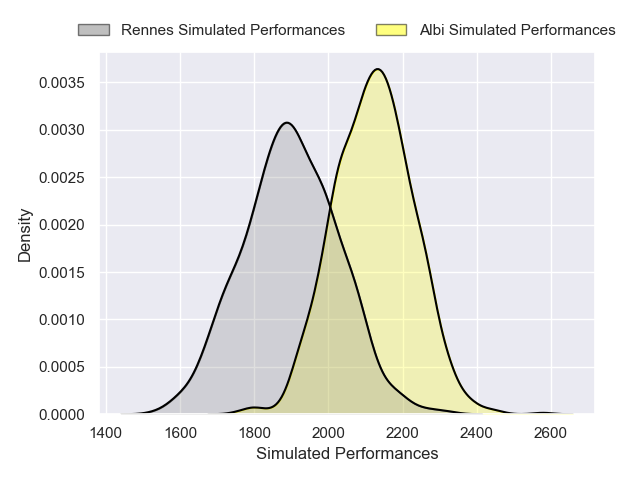 Rennes Simulated Performances
Albi Simulated Performances
0.0035
0.0030
0.0025
0.0020
0.0015
0.0010
0.0005
0.0000
Density
1400 1600 1800 2000 2200 2400 2600
Simulated Performances